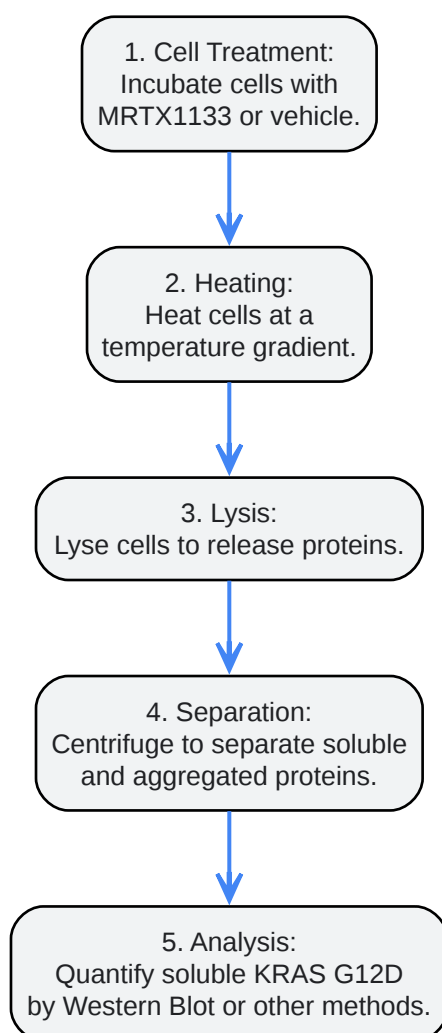 1. Cell Treatment:
Incubate cells with
MRTX1133 or vehicle.
2. Heating:
Heat cells at a
temperature gradient.
3. Lysis:
Lyse cells to release proteins.
4. Separation:
Centrifuge to separate soluble
and aggregated proteins.
5. Analysis:
Quantify soluble KRAS G12D
by Western Blot or other methods.